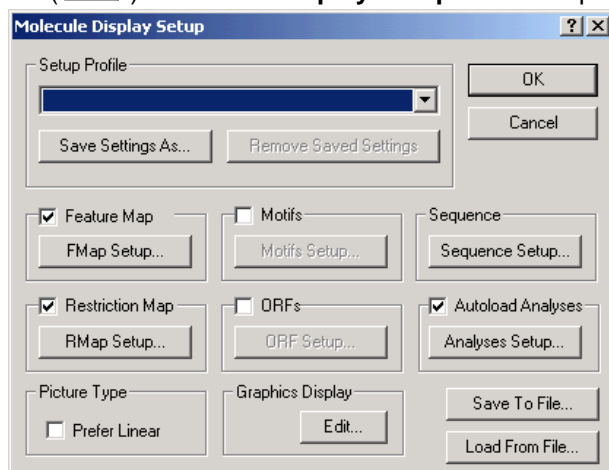 Molecule Display Setup
Setup Profile
OK
Cancel
Save Settings As...
Remove Saved Settings
Feature Map
Motifs
Sequence
FMap Setup...
Motifs Setup...
Sequence Setup...
Restriction Map
ORFs
Autoload Analyses
RMap Setup...
ORF Setup...
Analyses Setup...
Picture Type
Graphics Display
Save To File...
Prefer Linear
Edit...
Load From File...